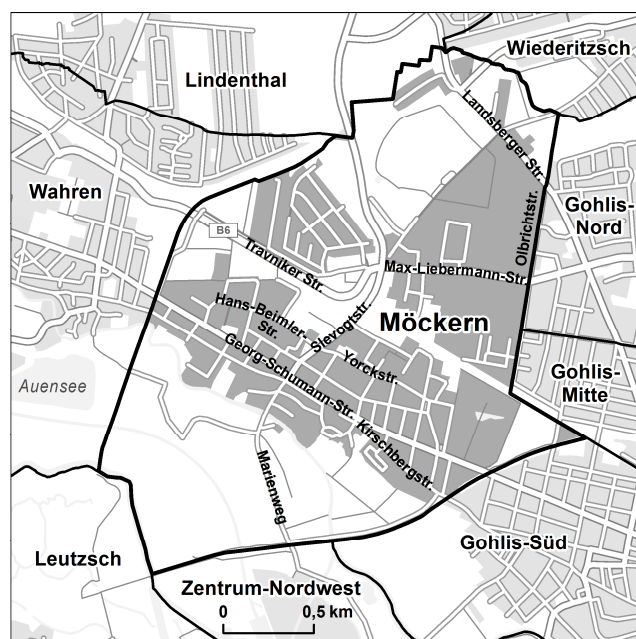 Wiederitzsch
Lindenthal
Landsberger Str.
Wahren
Gohlis-
Nord
Olbrichtstr.
B6
Travniker Str.
Max-Liebermann-Str.
Hans-Beimler-
Str.
Slevogtstr.
Möckern
Yorckstr.
Georg-Schumann-Str.
Gohlis-
Mitte
Auensee
Kirschbergstr.
Marienweg
Leutzsch
Gohlis-Süd
Zentrum-Nordwest
0 0,5 km